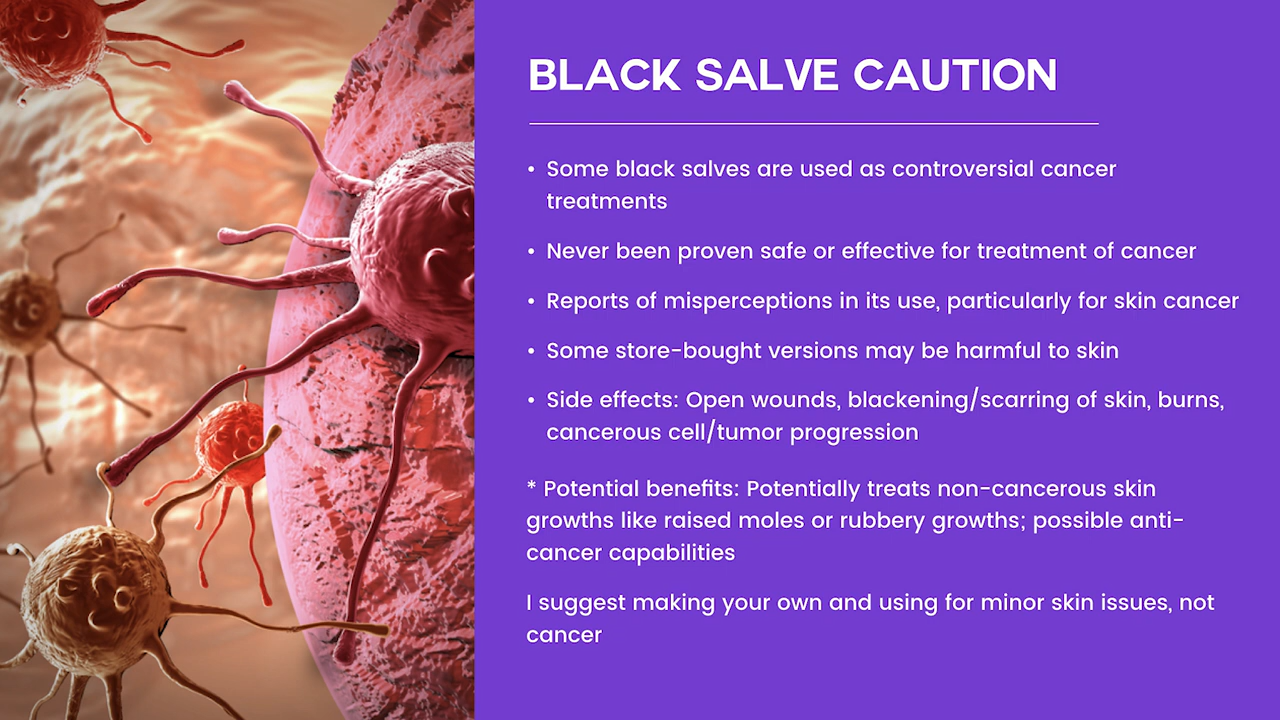 BLACK SALVE CAUTION
• Some black salves are used as controversial cancer
treatments
• Never been proven safe or effective for treatment of cancer
• Reports of misperceptions in its use, particularly for skin cancer
• Some store-bought versions may be harmful to skin
• Side effects: Open wounds, blackening/scarring of skin, burns,
cancerous cell/tumor progression
* Potential benefits: Potentially treats non-cancerous skin
growths like raised moles or rubbery growths; possible anti-
cancer capabilities
I suggest making your own and using for minor skin issues, not
cancer